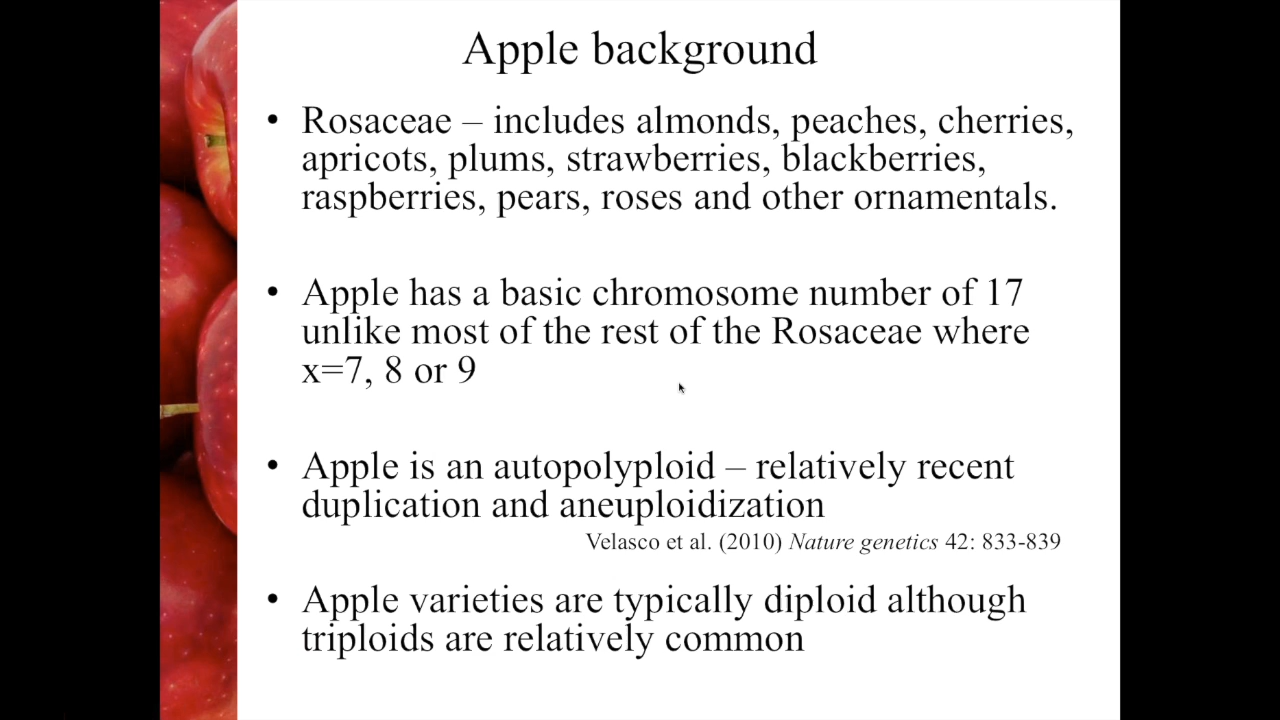 Apple background
• Rosaceae – includes almonds, peaches, cherries,
apricots, plums, strawberries, blackberries,
raspberries, pears, roses and other ornamentals.
• Apple has a basic chromosome number of 17
unlike most of the rest of the Rosaceae where
x=7, 8 or 9
• Apple is an autopolyploid – relatively recent
duplication and aneuploidization
Velasco et al. (2010) Nature genetics 42: 833-839
• Apple varieties are typically diploid although
triploids are relatively common